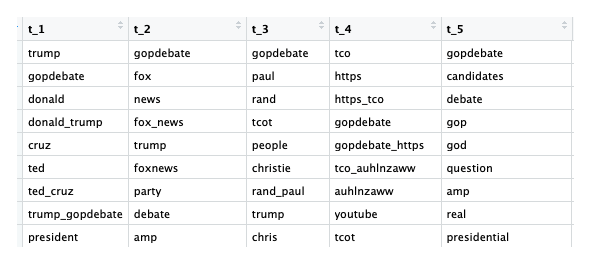 t_1 t_2 t_3 t_4 t_5
trump gopdebate gopdebate tco gopdebate
gopdebate fox paul https candidates
donald news rand https_tco debate
donald_trump fox_news tcot gopdebate gop
cruz trump people gopdebate_https god
ted foxnews christie tco_auhlnzaww question
ted_cruz party rand_paul auhlnzaww amp
trump_gopdebate debate trump youtube real
president amp chris tcot presidential